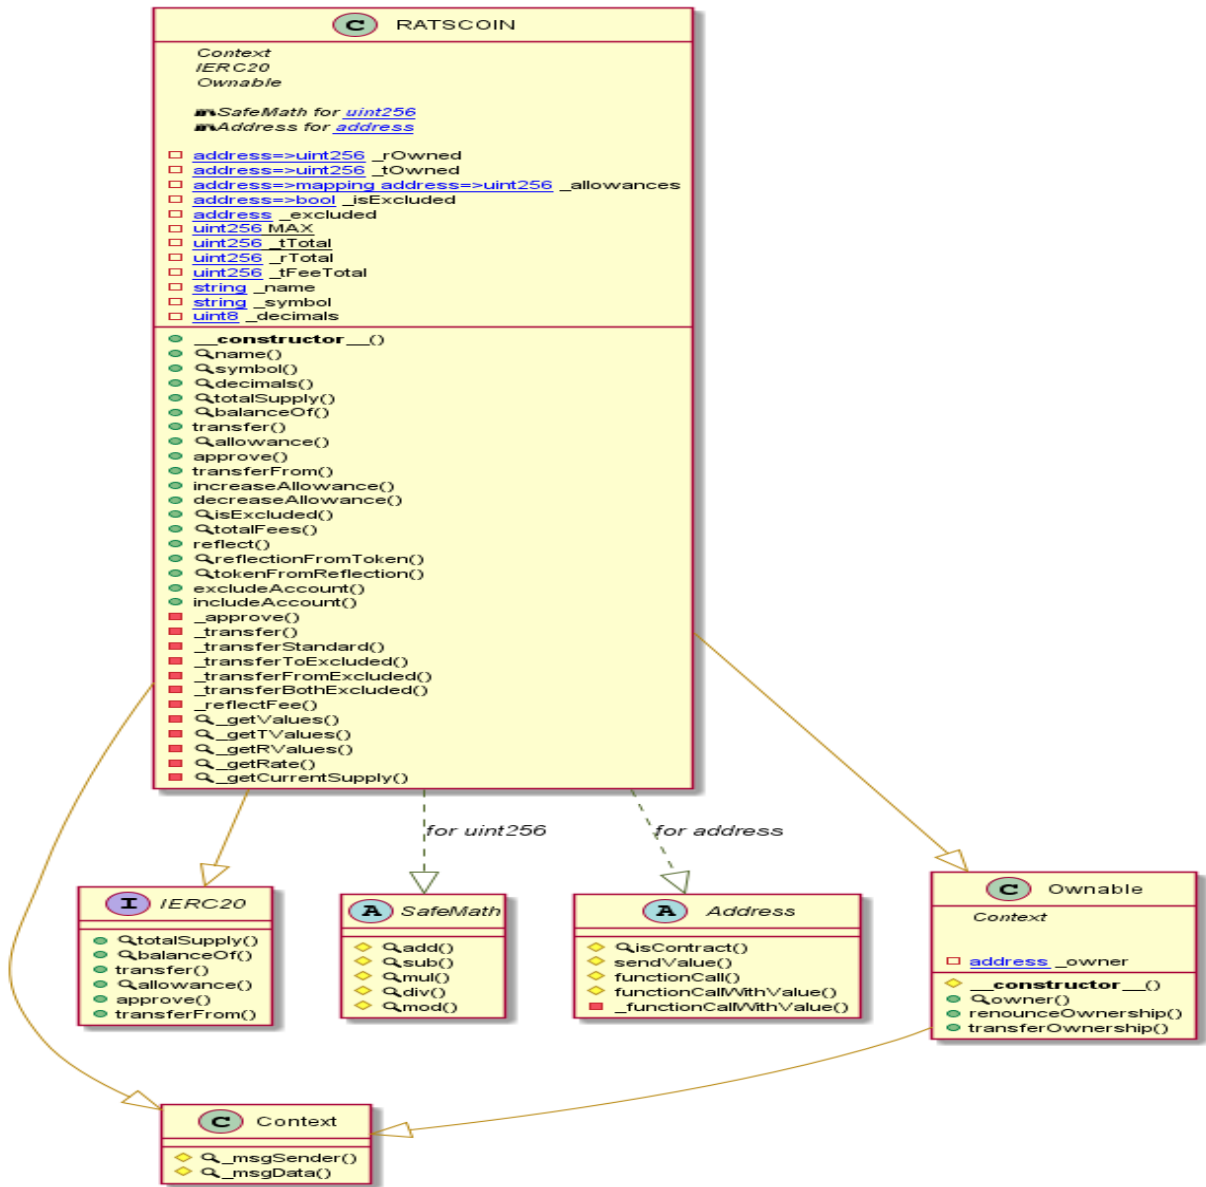 C RATSCOIN
Context
IERC20
Ownable
SafeMath for uint256
Address for address
address=>uint256 _rOwned
address=>uint256 _tOwned
address=>mapping address=>uint256 _allowances
address=>bool _isExcluded
address _excluded
uint256 MAX
uint256 _tTotal
uint256 _rTotal
uint256 _tFeeTotal
string _name
string _symbol
uint8 _decimals
__constructor__()
name()
symbol()
decimals()
totalSupply()
balanceOf()
transfer()
allowance()
approve()
transferFrom()
increaseAllowance()
decreaseAllowance()
isExcluded()
totalFees()
reflect()
reflectionFromToken()
tokenFromReflection()
excludeAccount()
includeAccount()
_approve()
_transfer()
_transferStandard()
_transferToExcluded()
_transferFromExcluded()
_transferBothExcluded()
_reflectFee()
_getValues()
_getTValues()
_getRValues()
_getRate()
_getCurrentSupply()
for uint256
for address
I IERC20
totalSupply()
balanceOf()
transfer()
allowance()
approve()
transferFrom()
A SafeMath
add()
sub()
mul()
div()
mod()
A Address
isContract()
sendValue()
functionCall()
functionCallWithValue()
_functionCallWithValue()
C Ownable
Context
address _owner
__constructor__()
owner()
renounceOwnership()
transferOwnership()
C Context
_msgSender()
_msgData()